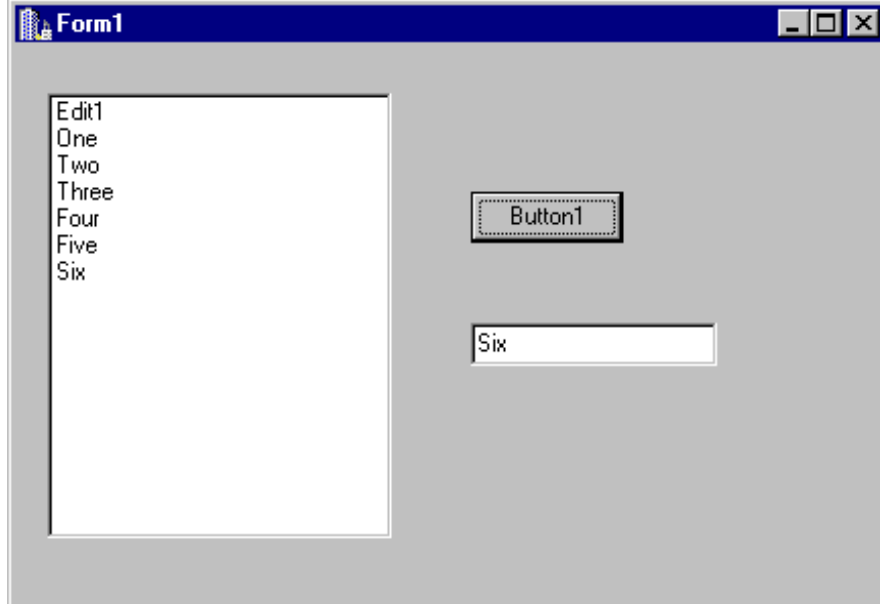 Form1
Edit1
One
Two
Three
Four
Five
Six
Button1
Six